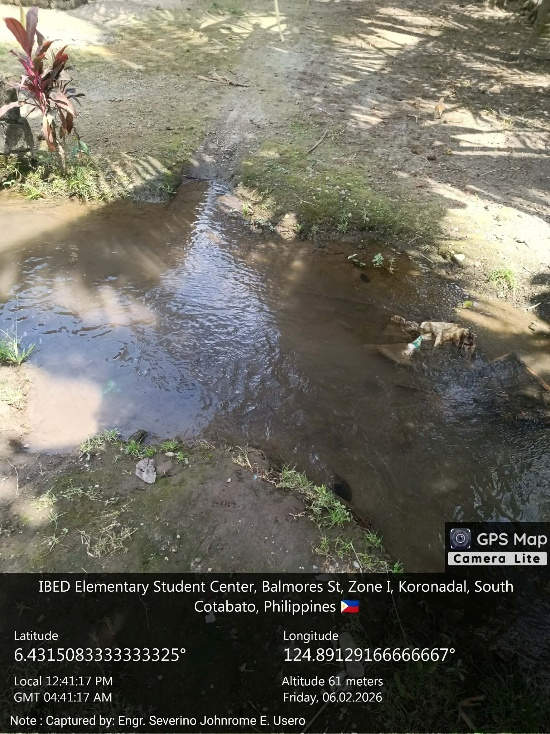 GPS Map
Camera Lite
IBED Elementary Student Center, Balmores St, Zone I, Koronadal, South
Cotabato, Philippines 🇵🇭
Latitude
6.4315083333333325°
Longitude
124.89129166666667°
Local 12:41:17 PM
GMT 04:41:17 AM
Altitude 61 meters
Friday, 06.02.2026
Note : Captured by: Engr. Severino Johnrome E. Usero